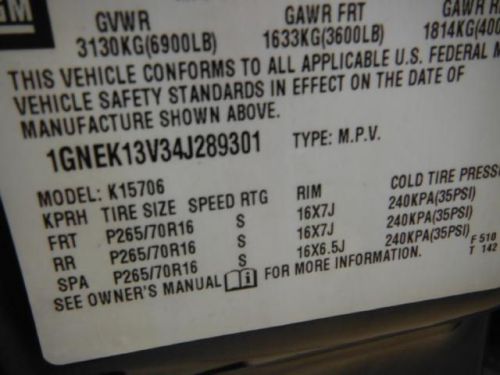 GM
GVWR GAWR FRT GAWR
3130KG(6900LB) 1633KG(3600LB) 1814KG(400
THIS VEHICLE CONFORMS TO ALL APPLICABLE U.S. FEDERAL M
VEHICLE SAFETY STANDARDS IN EFFECT ON THE DATE OF
MANUFACTURE SHOWN ABOVE.
1GNEK13V34J289301 TYPE: M.P.V.
MODEL: K15706
KPRH TIRE SIZE SPEED RTG RIM COLD TIRE PRESS
FRT P265/70R16 S 16X7J 240KPA(35PSI)
RR P265/70R16 S 16X7J 240KPA(35PSI)
SPA P265/70R16 S 16X6.5J 240KPA(35PSI)
SEE OWNER'S MANUAL FOR MORE INFORMATION.
F 510
T 142